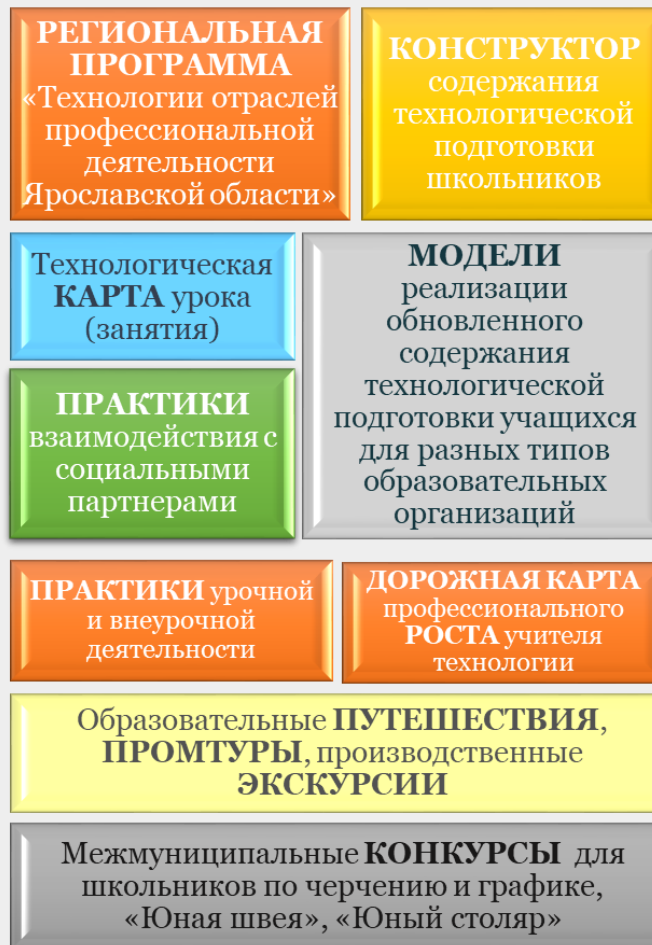 РЕГИОНАЛЬНАЯ
ПРОГРАММА
«Технологии отраслей
профессиональной
деятельности
Ярославской области»
КОНСТРУКТОР
содержания
технологической
подготовки
школьников
Технологическая
КАРТА урока
(занятия)
МОДЕЛИ
реализации
обновленного
содержания
технологической
подготовки учащихся
для разных типов
образовательных
организаций
ПРАКТИКИ
взаимодействия с
социальными
партнерами
ПРАКТИКИ урочной
и внеурочной
деятельности
ДОРОЖНАЯ КАРТА
профессионального
РОСТА учителя
технологии
Образовательные ПУТЕШЕСТВИЯ,
ПРОМТУРЫ, производственные
ЭКСКУРСИИ
Межмуниципальные КОНКУРСЫ для
школьников по черчению и графике,
«Юная швея», «Юный столяр»